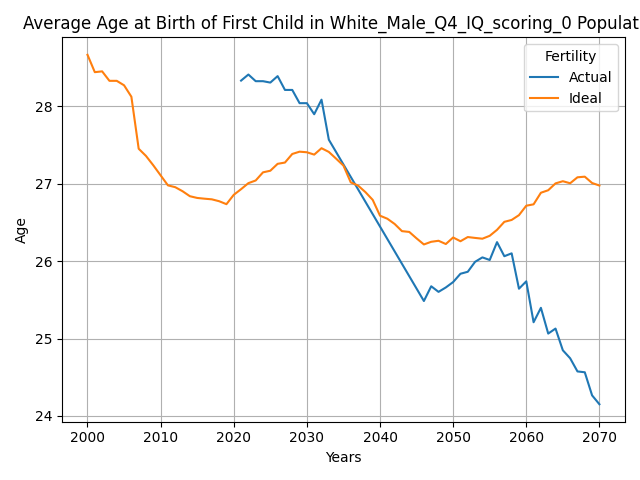 Average Age at Birth of First Child in White_Male_Q4_IQ_scoring_0 Populat
Fertility
Actual
Ideal
28
27
26
25
24
Age
2000 2010 2020 2030 2040 2050 2060 2070
Years